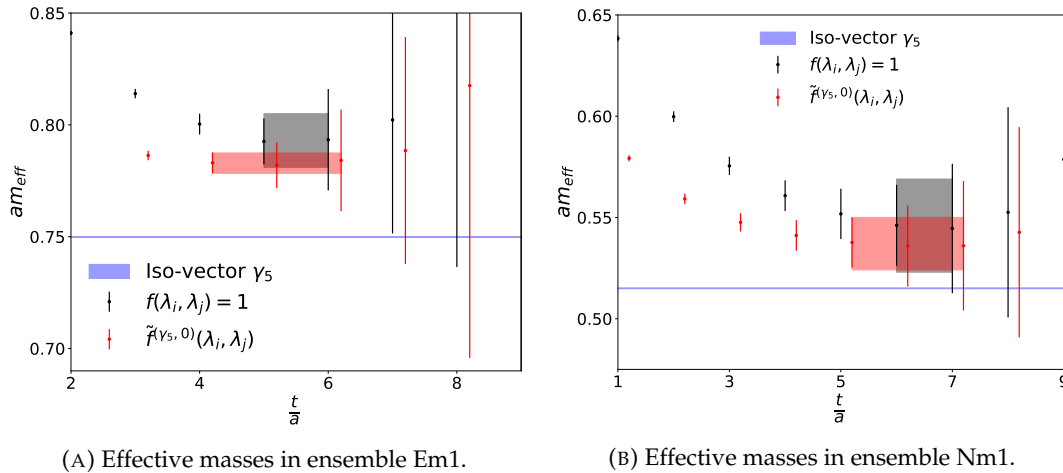 0.85
0.80
0.75
0.70
am_eff
2
4
6
8
t/a
Iso-vector γ₅
f(λᵢ, λⱼ) = 1
f̃^(γ₅, 0)(λᵢ, λⱼ)
(A) Effective masses in ensemble Em1.
0.65
0.60
0.55
0.50
am_eff
1
3
5
7
9
t/a
Iso-vector γ₅
f(λᵢ, λⱼ) = 1
f̃^(γ₅, 0)(λᵢ, λⱼ)
(B) Effective masses in ensemble Nm1.